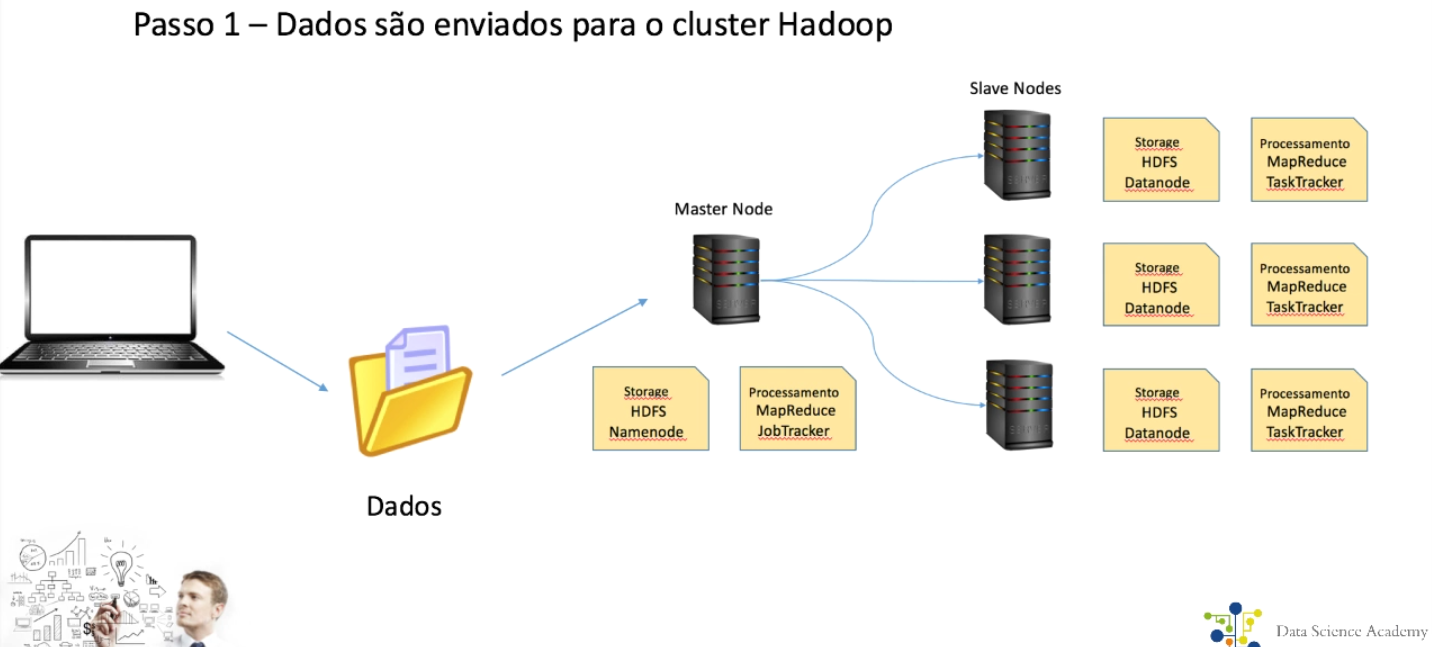 Passo 1 – Dados são enviados para o cluster Hadoop
Slave Nodes
Storage
HDFS
Datanode
Processamento
MapReduce
TaskTracker
Master Node
Storage
HDFS
Datanode
Processamento
MapReduce
TaskTracker
Storage
HDFS
Namenode
Processamento
MapReduce
JobTracker
Storage
HDFS
Datanode
Processamento
MapReduce
TaskTracker
Dados
Data Science Academy